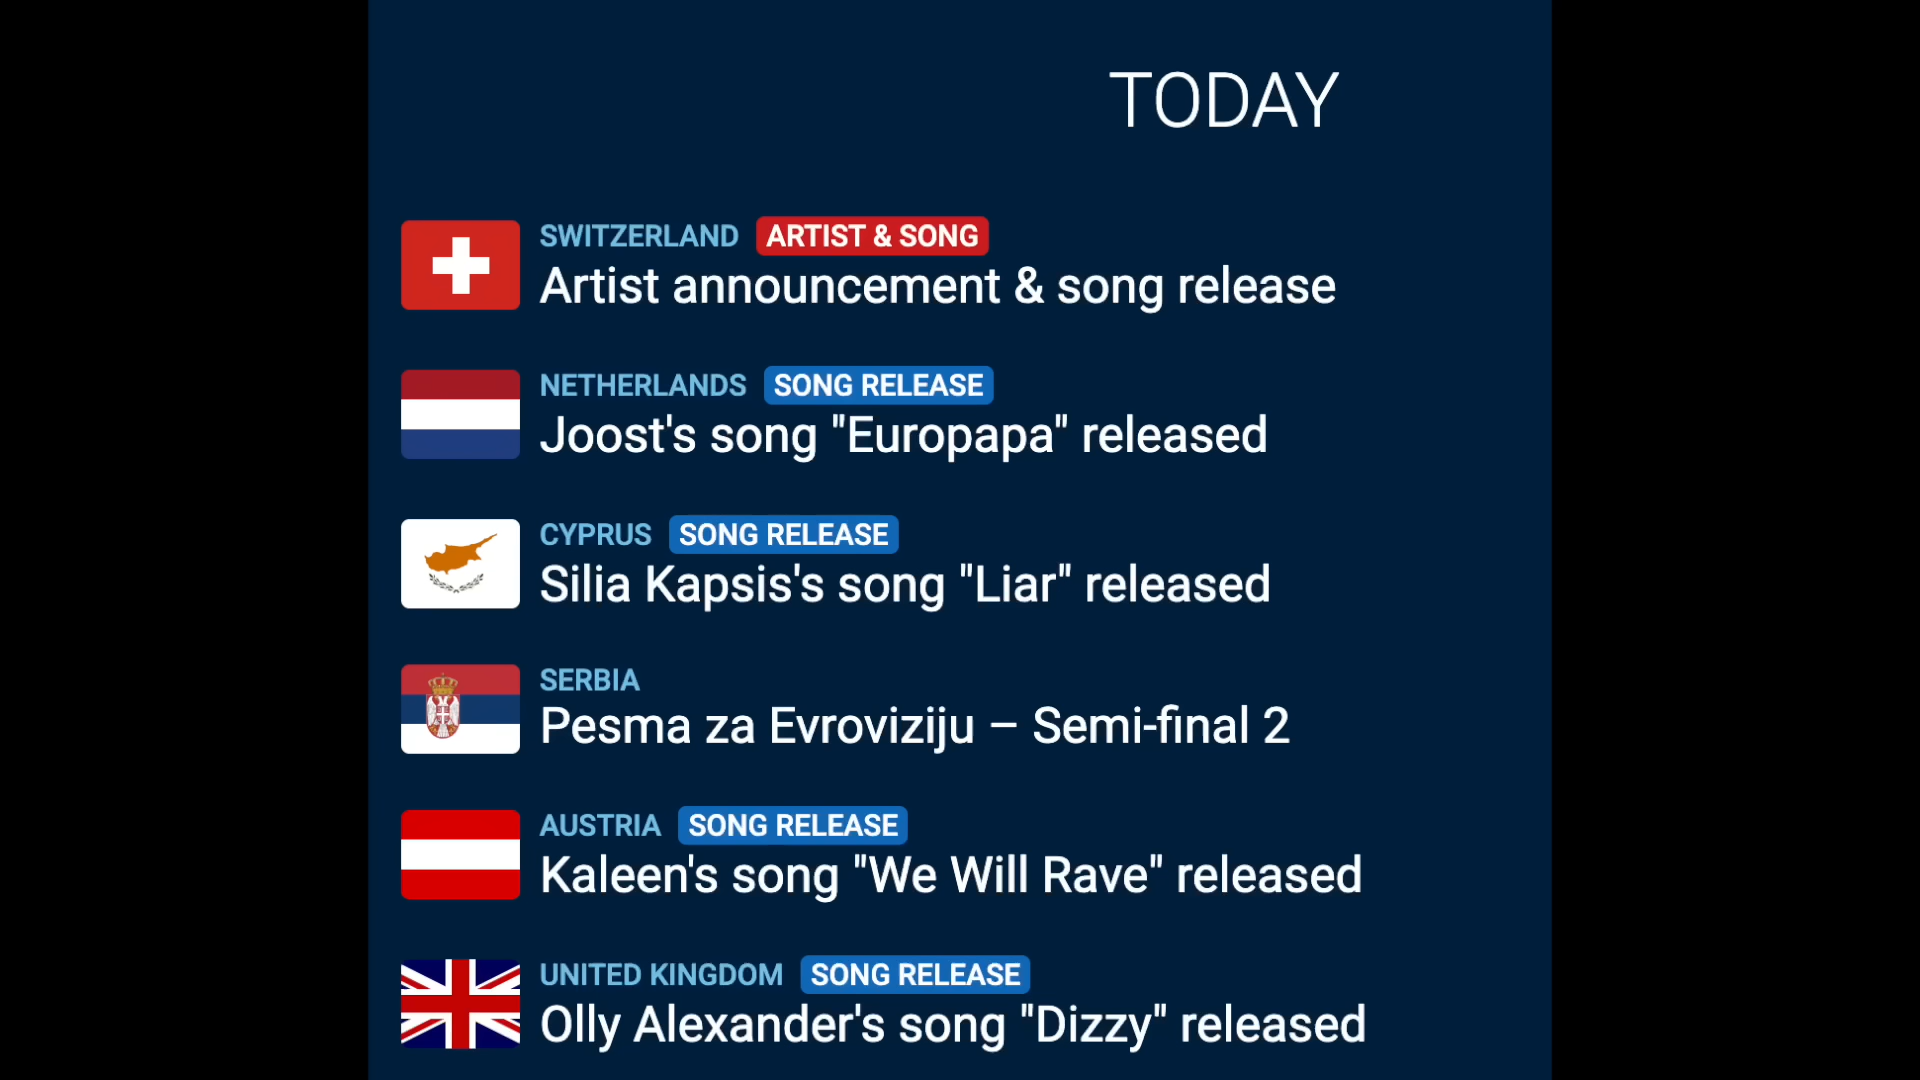 TODAY
SWITZERLAND ARTIST & SONG
Artist announcement & song release
NETHERLANDS SONG RELEASE
Joost's song "Europapa" released
CYPRUS SONG RELEASE
Silia Kapsis's song "Liar" released
SERBIA
Pesma za Evroviziju – Semi-final 2
AUSTRIA SONG RELEASE
Kaleen's song "We Will Rave" released
UNITED KINGDOM SONG RELEASE
Olly Alexander's song "Dizzy" released